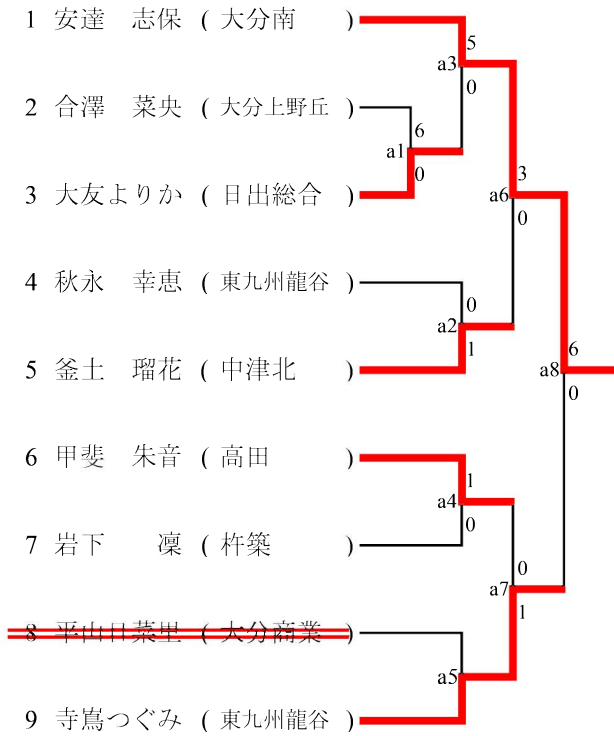 1 安達 志保 ( 大分南 )
5
a3
0
2 合澤 菜央 ( 大分上野丘 )
6
a1
0
3 大友よりか ( 日出総合 )
3
a6
0
4 秋永 幸恵 ( 東九州龍谷 )
0
a2
1
5 釜土 瑠花 ( 中津北 )
6
a8
0
6 甲斐 朱音 ( 高田 )
1
a4
0
7 岩下 凜 ( 杵築 )
0
a7
1
8 平山日菜里 ( 大分商業 )
a5
9 寺嶌つぐみ ( 東九州龍谷 )